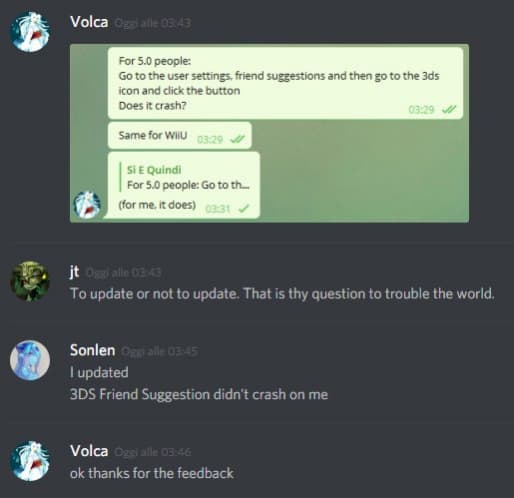 Volca Oggi alle 03:43
For 5.0 people:
Go to the user settings, friend suggestions and then go to the 3ds
icon and click the button
Does it crash?
03:29
Same for WiiU 03:29
Si E Quindi
For 5.0 people: Go to th...
(for me, it does) 03:31
jt Oggi alle 03:43
To update or not to update. That is thy question to trouble the world.
Sonlen Oggi alle 03:45
I updated
3DS Friend Suggestion didn't crash on me
Volca Oggi alle 03:46
ok thanks for the feedback